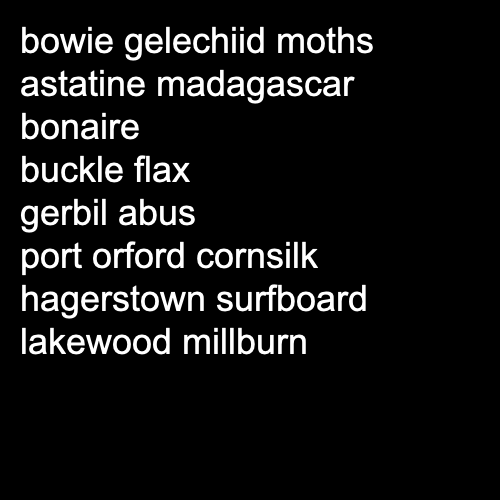 bowie gelechiid moths
astatine madagascar
bonaire
buckle flax
gerbil abus
port orford cornsilk
hagerstown surfboard
lakewood millburn